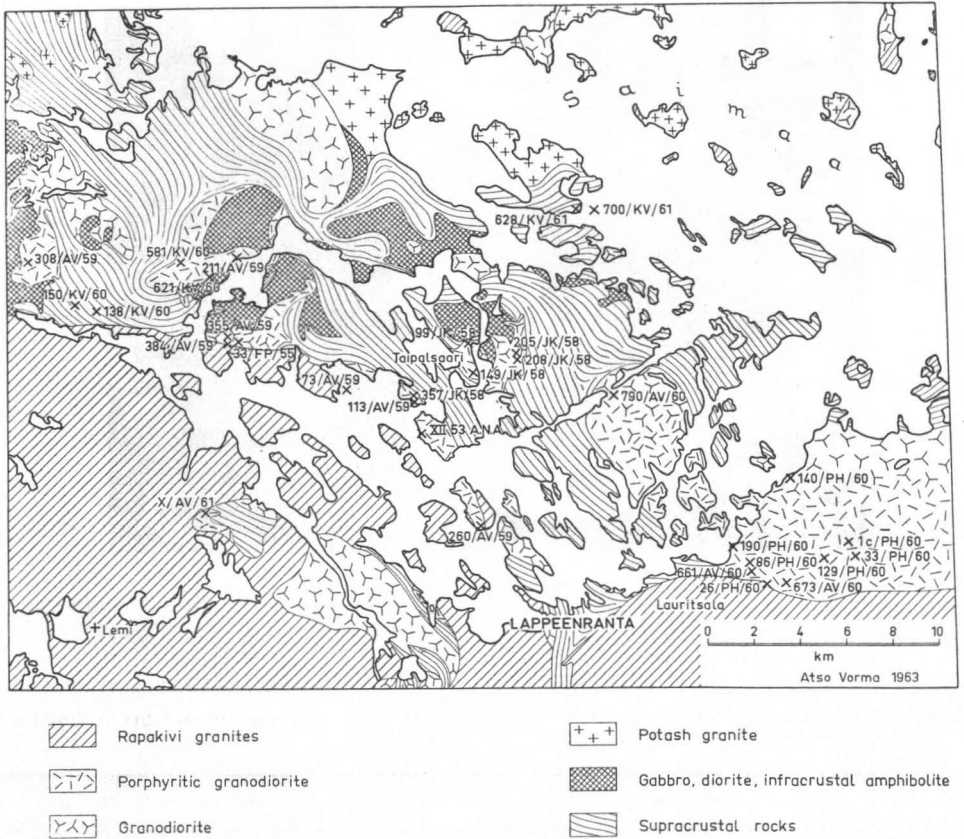 Saimaa
628/KV/61
700/KV/61
308/AV/59
581/KV/60
211/AV/59
621/KV/60
150/KV/60
138/KV/60
355/AV/59
384/AV/59
33/FP/55
99/JK/58
205/JK/58
Taipalsaari
208/JK/58
149/JK/58
73/AV/59
357/JK/58
790/AV/60
113/AV/59
XII 53 A.N.A.
140/PH/60
X/AV/61
260/AV/59
190/PH/60
1c/PH/60
86/PH/60
33/PH/60
661/AV/60
129/PH/60
26/PH/60
673/AV/60
Lauritsala
LAPPEENRANTA
Lemi
0 2 4 6 8 10
km
Atso Vorma 1963
Rapakivi granites
Porphyritic granodiorite
Granodiorite
Potash granite
Gabbro, diorite, infracrustal amphibolite
Supracrustal rocks